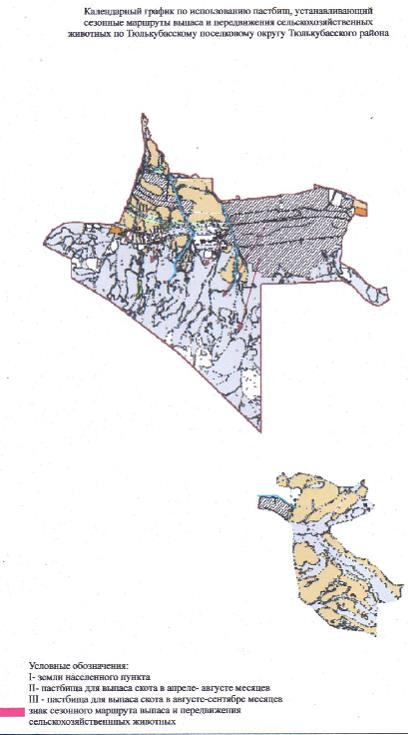 Календарный график по использованию пастбищ, устанавливающий
сезонные маршруты выпаса и передвижения сельскохозяйственных
животных по Тюлькубасскому поселковому округу Тюлькубасского района
Условные обозначения:
I- земли населенного пункта
II- пастбища для выпаса скота в апреле- августе месяцев
III - пастбища для выпаса скота в августе-сентябре месяцев
знак сезонного маршрута выпаса и передвижения
сельскохозяйственных животных